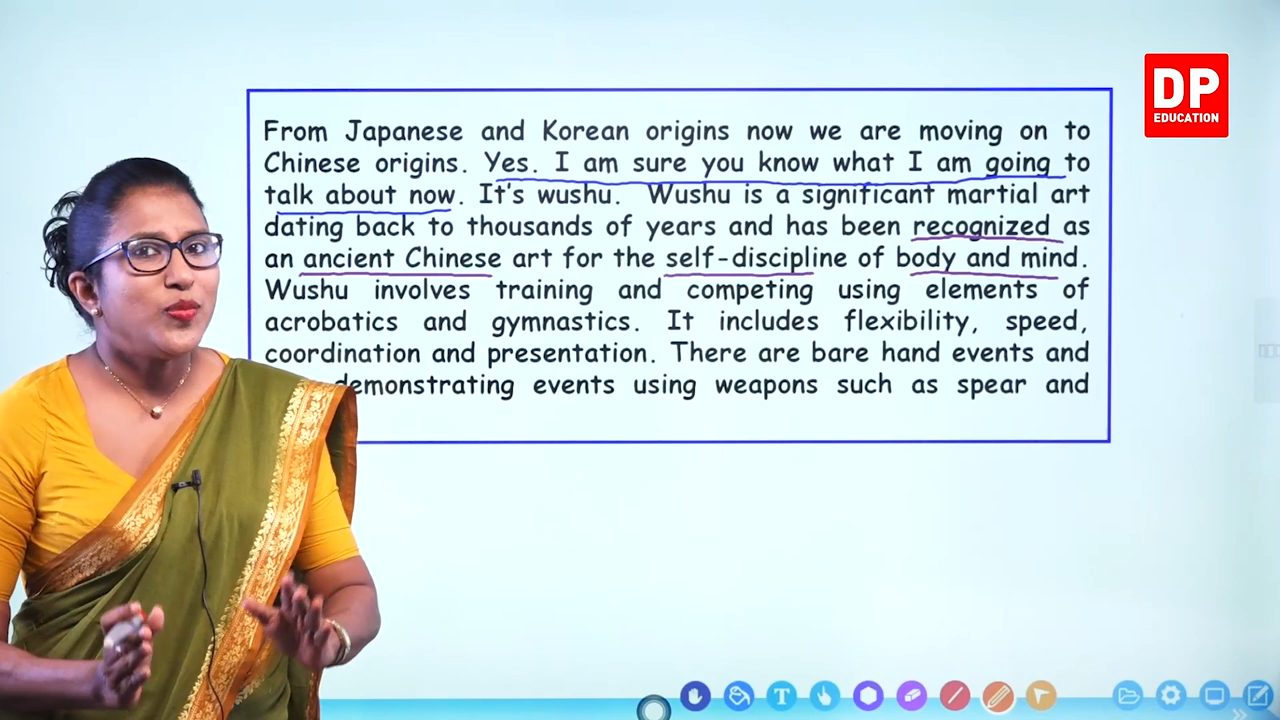 DP
EDUCATION
From Japanese and Korean origins now we are moving on to
Chinese origins. Yes. I am sure you know what I am going to
talk about now. It's wushu. Wushu is a significant martial art
dating back to thousands of years and has been recognized as
an ancient Chinese art for the self-discipline of body and mind.
Wushu involves training and competing using elements of
acrobatics and gymnastics. It includes flexibility, speed,
coordination and presentation. There are bare hand events and
demonstrating events using weapons such as spear and